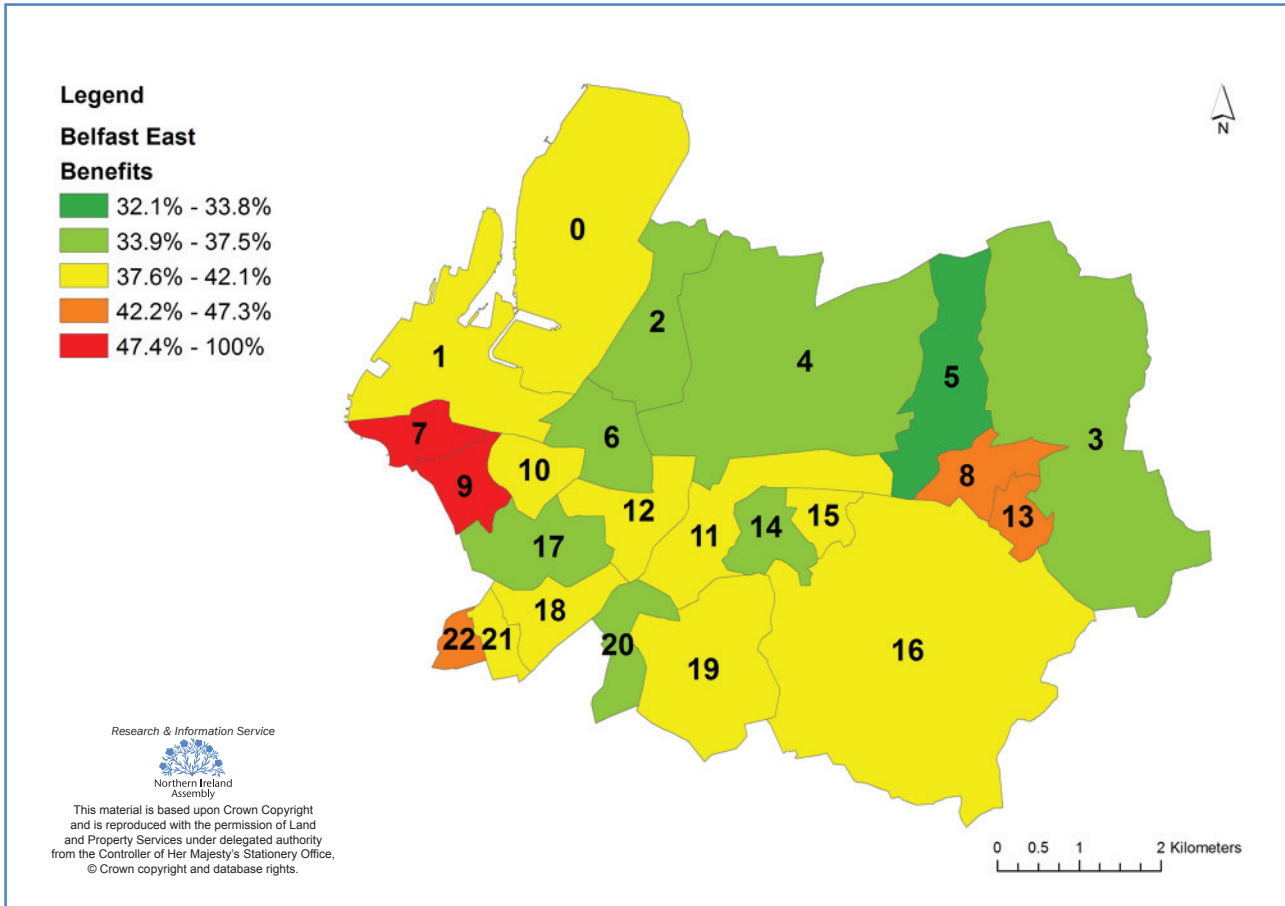 Legend
Belfast East
Benefits
32.1% - 33.8%
33.9% - 37.5%
37.6% - 42.1%
42.2% - 47.3%
47.4% - 100%
N
0
1
2
4
5
3
6
7
8
9
10
12
11
14
15
13
17
18
22
21
20
19
16
Research & Information Service
Northern Ireland
Assembly
This material is based upon Crown Copyright
and is reproduced with the permission of Land
and Property Services under delegated authority
from the Controller of Her Majesty's Stationery Office,
© Crown copyright and database rights.
0 0.5 1 2 Kilometers